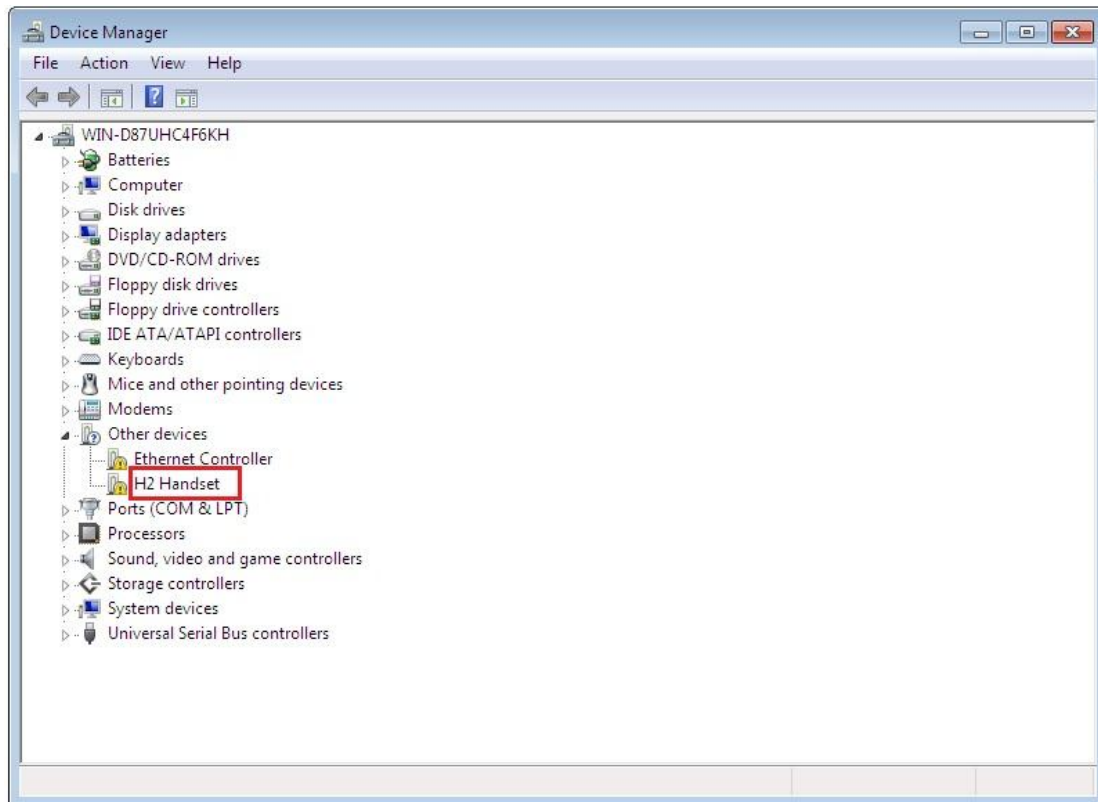 Device Manager
File Action View Help
WIN-D87UHC4F6KH
Batteries
Computer
Disk drives
Display adapters
DVD/CD-ROM drives
Floppy disk drives
Floppy drive controllers
IDE ATA/ATAPI controllers
Keyboards
Mice and other pointing devices
Modems
Other devices
Ethernet Controller
H2 Handset
Ports (COM & LPT)
Processors
Sound, video and game controllers
Storage controllers
System devices
Universal Serial Bus controllers